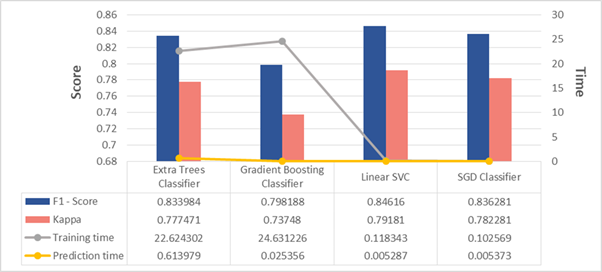 0.86 30
0.84 25
0.82 20
0.8
0.78 15
0.76 10
0.74
0.72 5
0.7
0.68 0
Score
Time
Extra Trees Classifier Gradient Boosting Classifier Linear SVC SGD Classifier
F1 - Score 0.833984 0.798188 0.84616 0.836281
Kappa 0.777471 0.73748 0.79181 0.782281
Training time 22.624302 24.631226 0.118343 0.102569
Prediction time 0.613979 0.025356 0.005287 0.005373